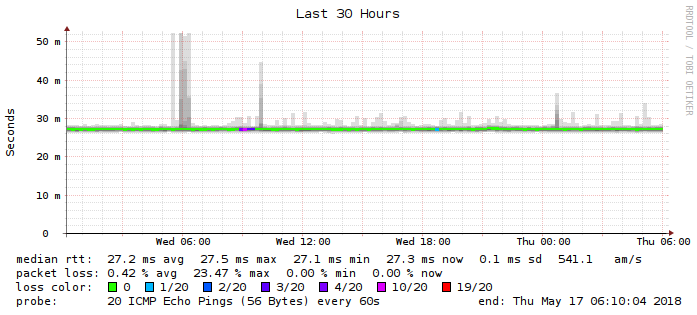 Last 30 Hours
RRDTOOL / TOBI OETIKER
Seconds
50 m
40 m
30 m
20 m
10 m
0
Wed 06:00 Wed 12:00 Wed 18:00 Thu 00:00 Thu 06:00
median rtt: 27.2 ms avg 27.5 ms max 27.1 ms min 27.3 ms now 0.1 ms sd 541.1 am/s
packet loss: 0.42 % avg 23.47 % max 0.00 % min 0.00 % now
loss color: 0 1/20 2/20 3/20 4/20 10/20 19/20
probe: 20 ICMP Echo Pings (56 Bytes) every 60s end: Thu May 17 06:10:04 2018